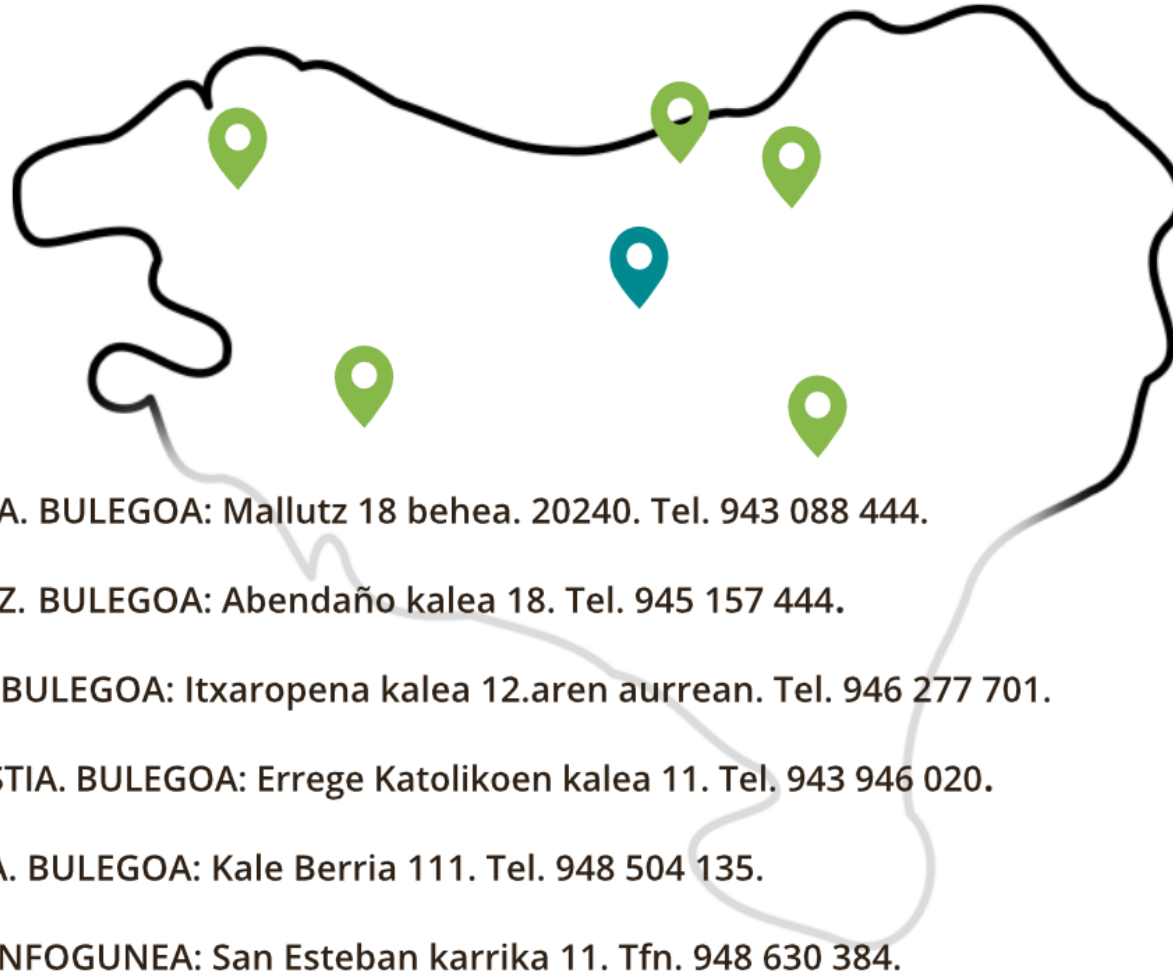 A. BULEGOA: Mallutz 18 behea. 20240. Tel. 943 088 444.
Z. BULEGOA: Abendaño kalea 18. Tel. 945 157 444.
BULEGOA: Itxaropena kalea 12.aren aurrean. Tel. 946 277 701.
STIA. BULEGOA: Errege Katolikoen kalea 11. Tel. 943 946 020.
A. BULEGOA: Kale Berria 111. Tel. 948 504 135.
NFOGUNEA: San Esteban karrika 11. Tfn. 948 630 384.